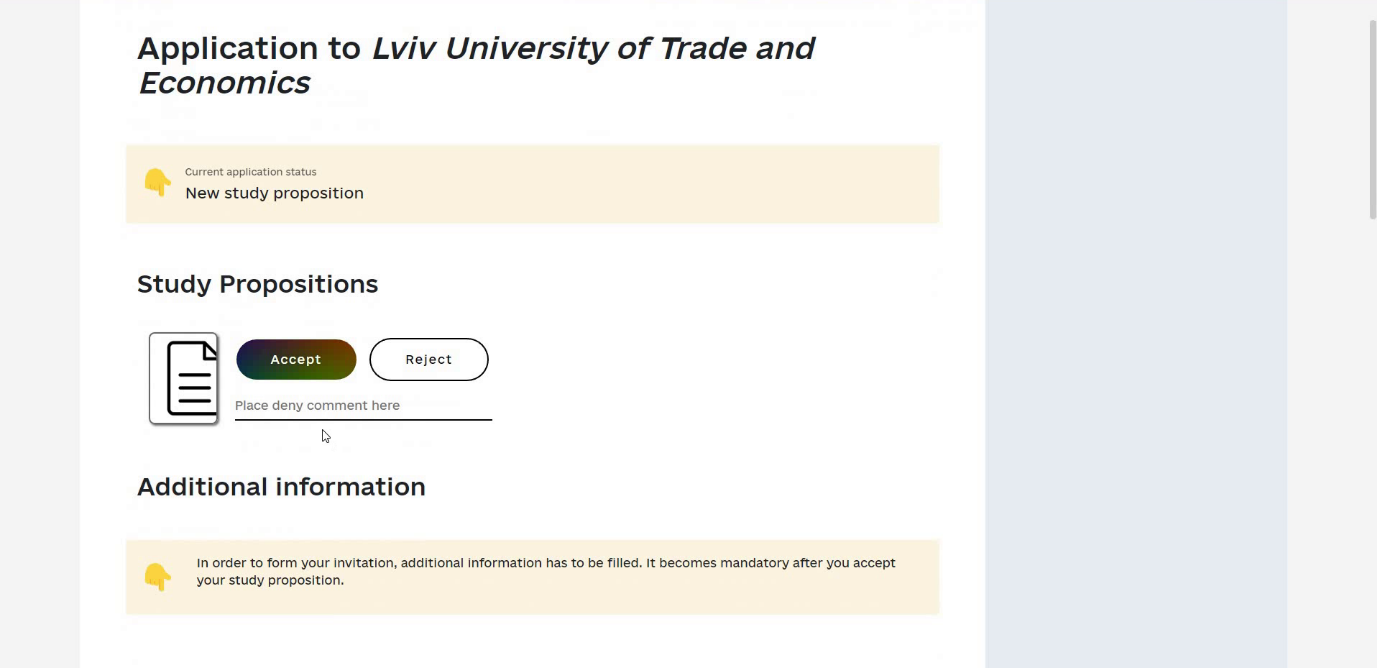 Application to Lviv University of Trade and
Economics
Current application status
New study proposition
Study Propositions
Accept
Reject
Place deny comment here
Additional information
In order to form your invitation, additional information has to be filled. It becomes mandatory after you accept
your study proposition.